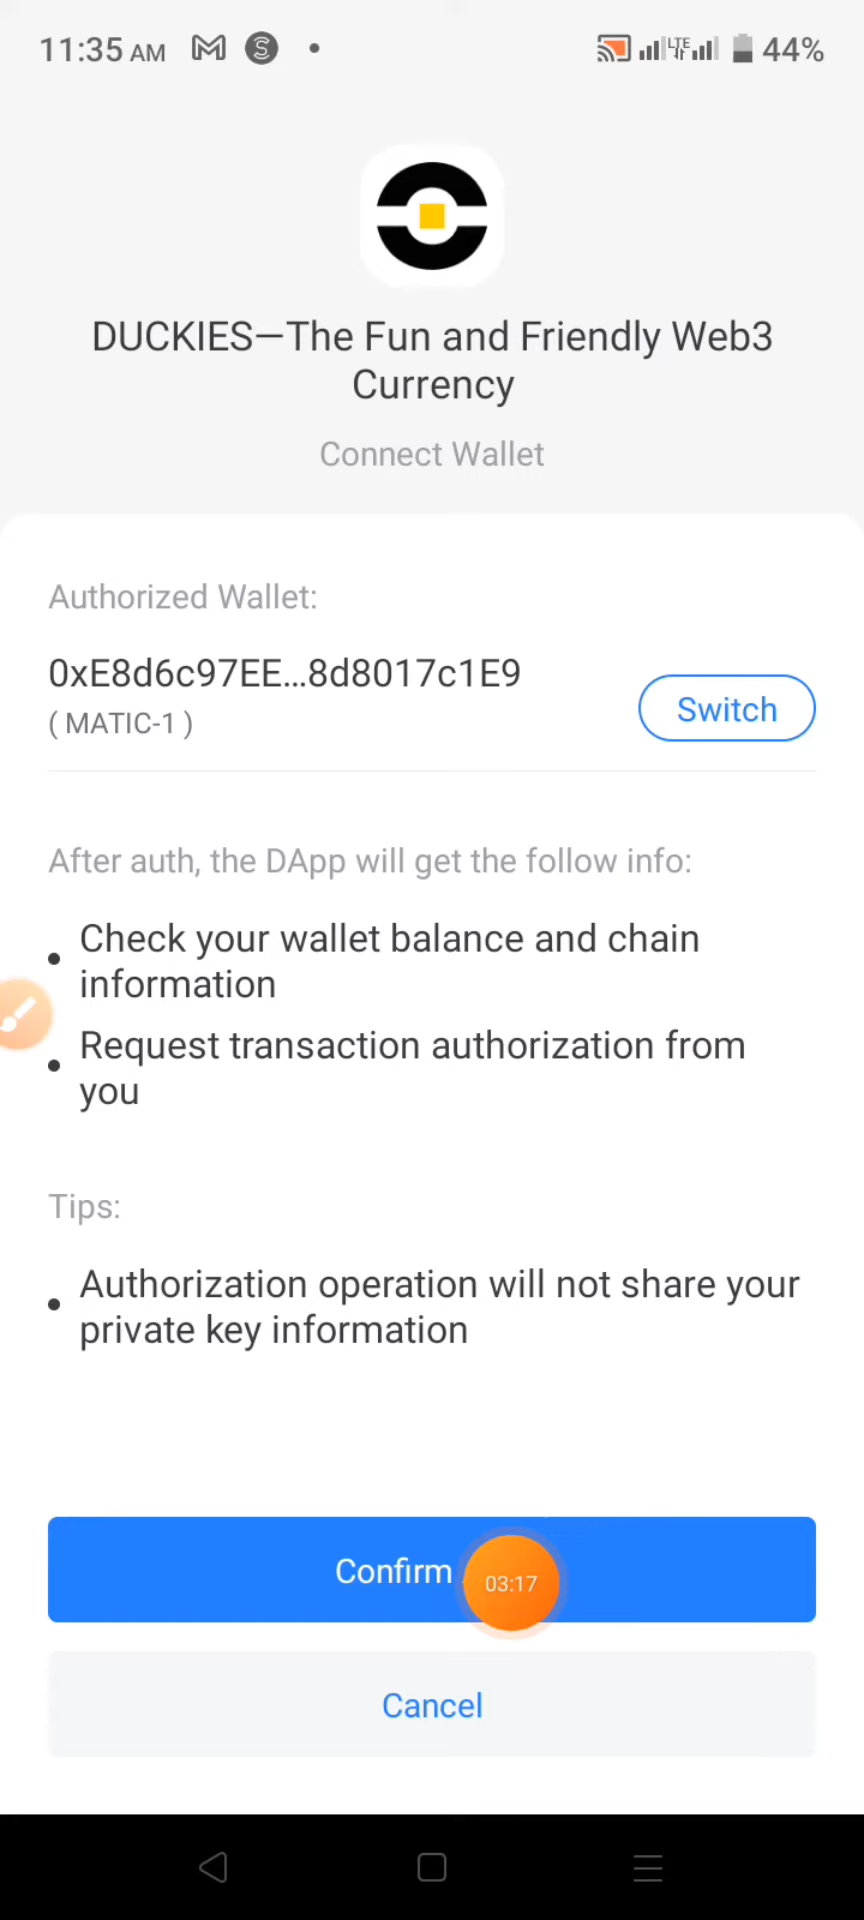 11:35 AM
LTE
44%
DUCKIES—The Fun and Friendly Web3
Currency
Connect Wallet
Authorized Wallet:
0xE8d6c97EE...8d8017c1E9
( MATIC-1 )
Switch
After auth, the DApp will get the follow info:
Check your wallet balance and chain
information
Request transaction authorization from
you
Tips:
Authorization operation will not share your
private key information
Confirm
03:17
Cancel